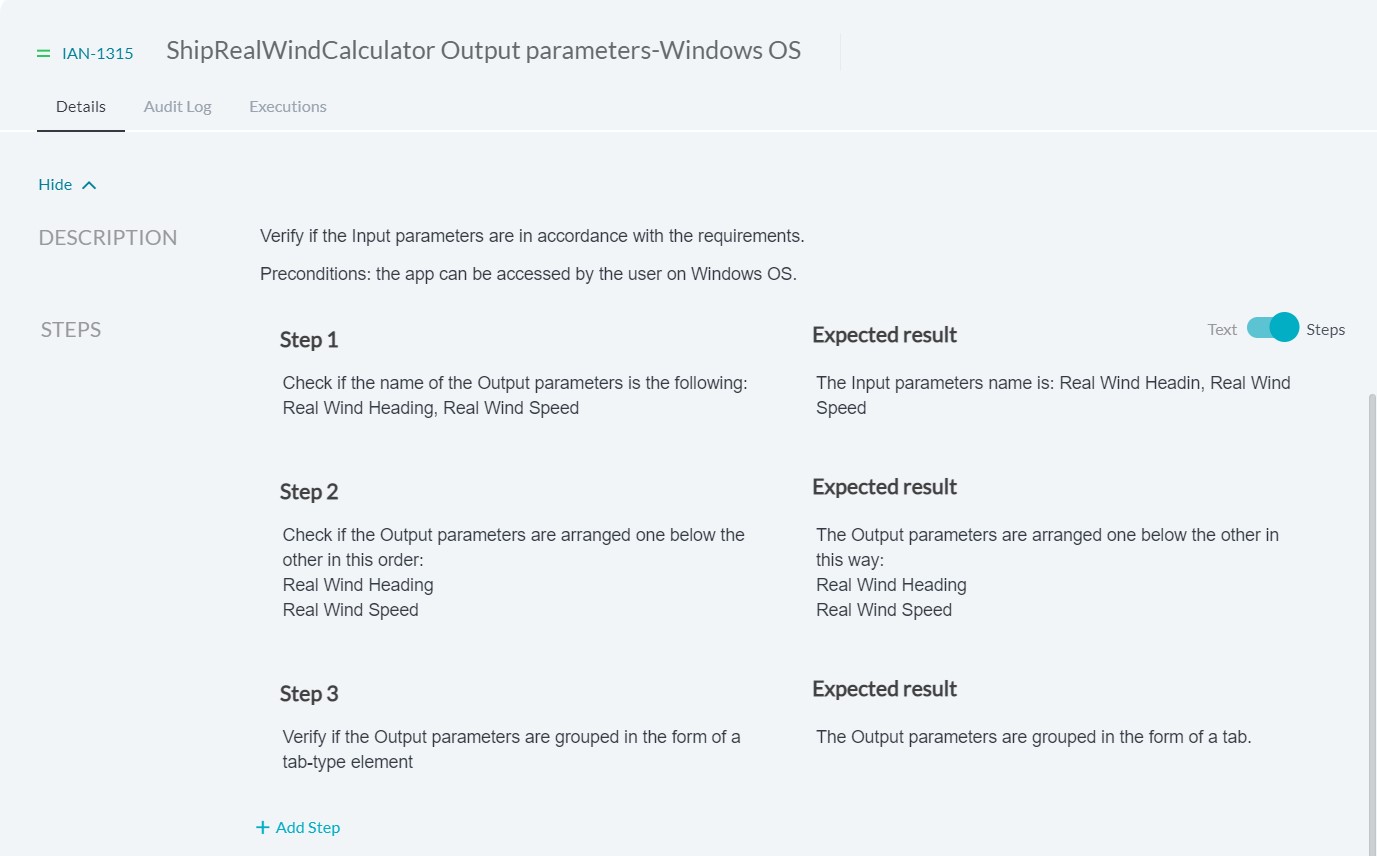 IAN-1315 ShipRealWindCalculator Output parameters-Windows OS
Details Audit Log Executions
Hide
DESCRIPTION
Verify if the Input parameters are in accordance with the requirements.
Preconditions: the app can be accessed by the user on Windows OS.
STEPS
Text Steps
Step 1
Check if the name of the Output parameters is the following:
Real Wind Heading, Real Wind Speed
Expected result
The Input parameters name is: Real Wind Headin, Real Wind
Speed
Step 2
Check if the Output parameters are arranged one below the
other in this order:
Real Wind Heading
Real Wind Speed
Expected result
The Output parameters are arranged one below the other in
this way:
Real Wind Heading
Real Wind Speed
Step 3
Verify if the Output parameters are grouped in the form of a
tab-type element
Expected result
The Output parameters are grouped in the form of a tab.
+ Add Step